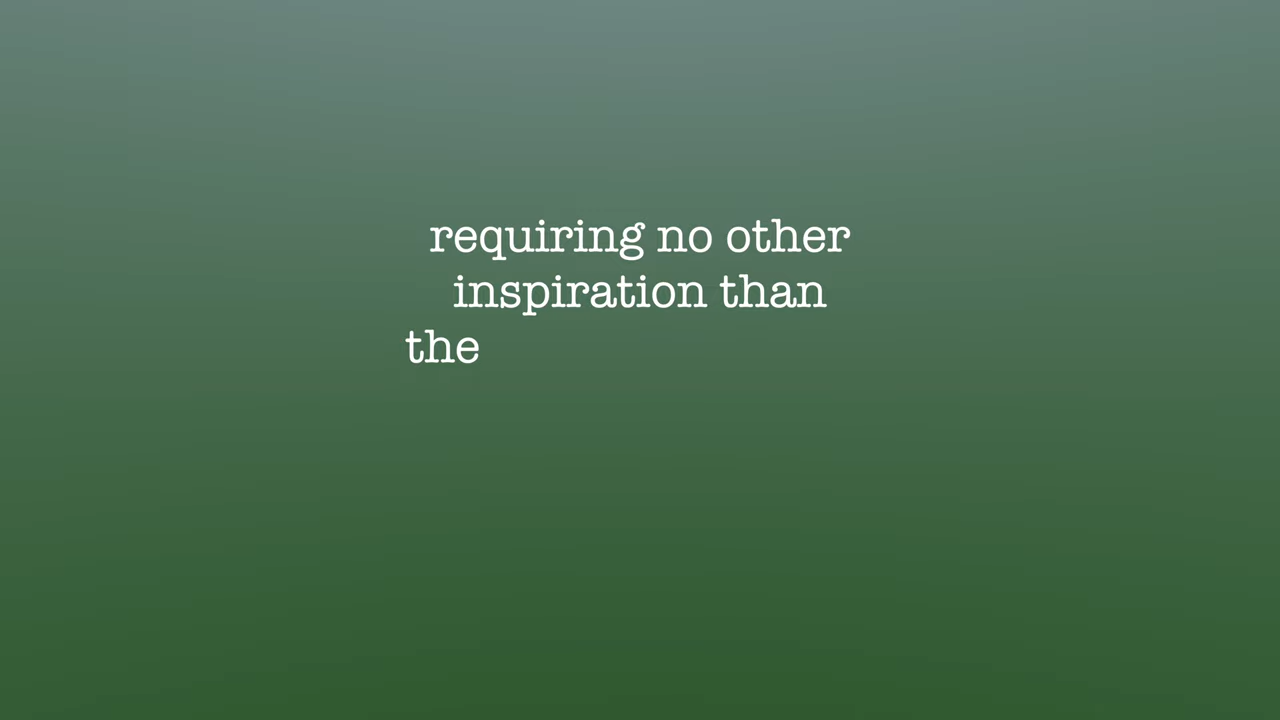 requiring no other
inspiration than
the